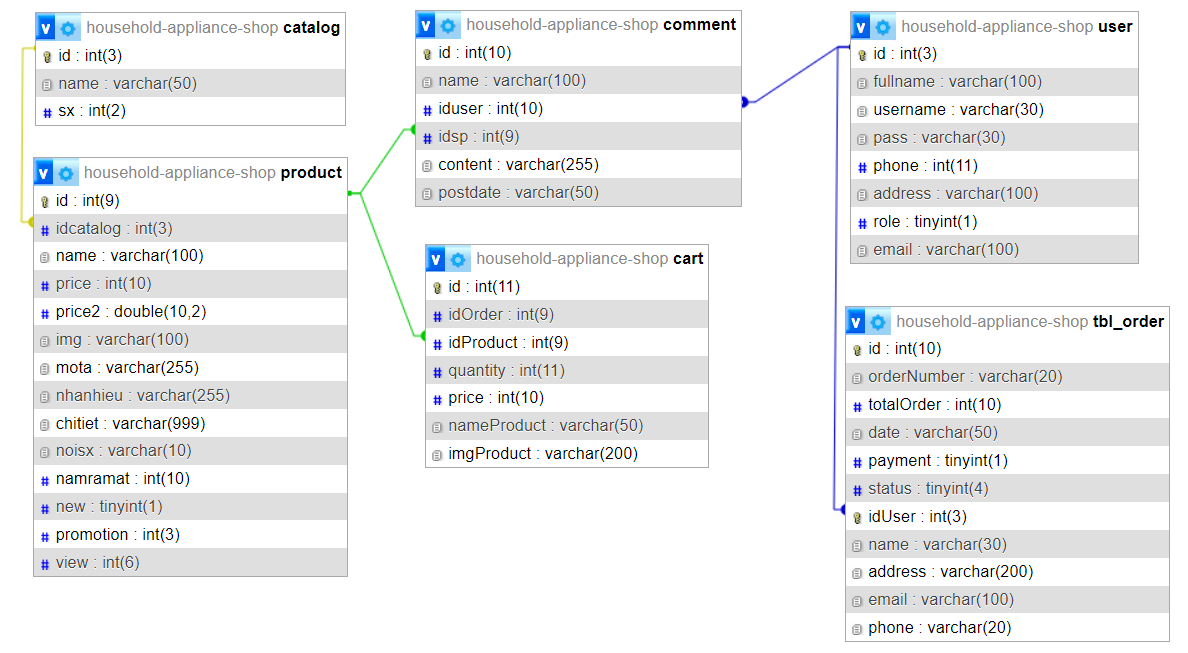 v household-appliance-shop catalog
id : int(3)
name : varchar(50)
# sx : int(2)
v household-appliance-shop product
id : int(9)
# idcatalog : int(3)
name : varchar(100)
# price : int(10)
# price2 : double(10,2)
img : varchar(100)
mota : varchar(255)
nhanhieu : varchar(255)
chitiet : varchar(999)
noisx : varchar(10)
# namramat : int(10)
# new : tinyint(1)
# promotion : int(3)
# view : int(6)
v household-appliance-shop comment
id : int(10)
name : varchar(100)
# iduser : int(10)
# idsp : int(9)
content : varchar(255)
postdate : varchar(50)
v household-appliance-shop cart
id : int(11)
# idOrder : int(9)
# idProduct : int(9)
# quantity : int(11)
# price : int(10)
nameProduct : varchar(50)
imgProduct : varchar(200)
v household-appliance-shop user
id : int(3)
fullname : varchar(100)
username : varchar(30)
pass : varchar(30)
# phone : int(11)
address : varchar(100)
# role : tinyint(1)
email : varchar(100)
v household-appliance-shop tbl_order
id : int(10)
orderNumber : varchar(20)
# totalOrder : int(10)
date : varchar(50)
# payment : tinyint(1)
# status : tinyint(4)
idUser : int(3)
name : varchar(30)
address : varchar(200)
email : varchar(100)
phone : varchar(20)